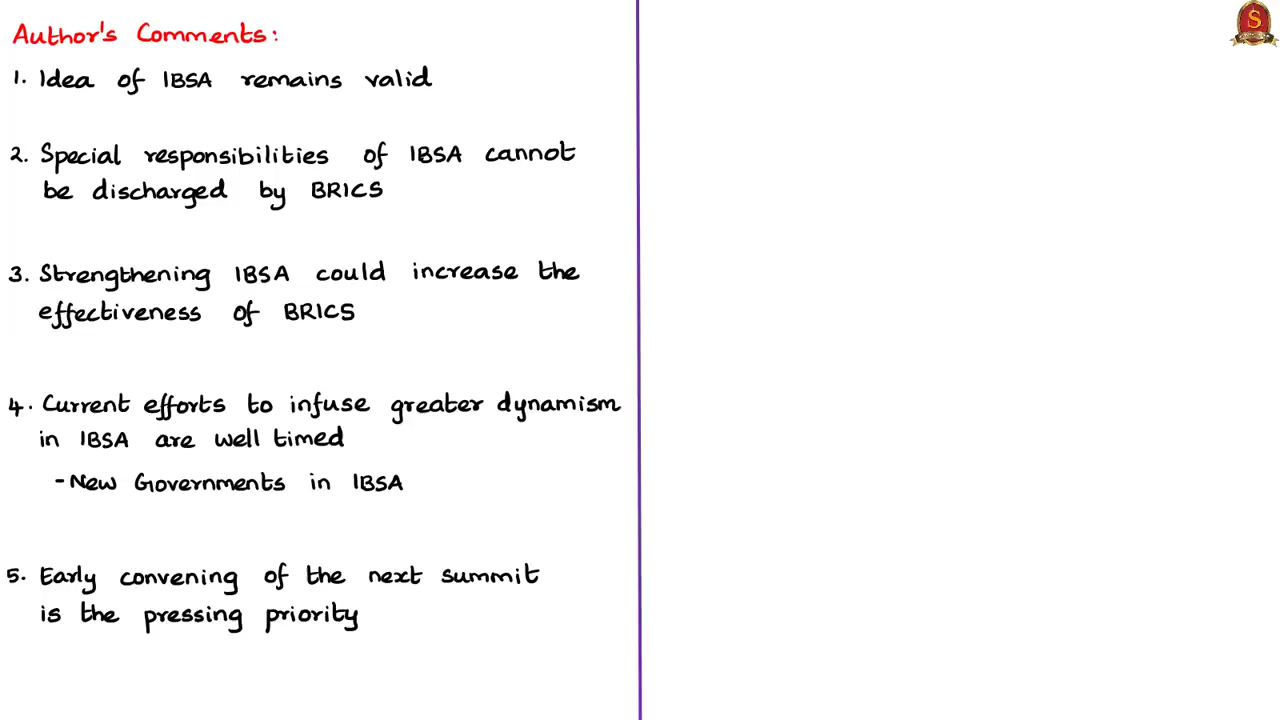 Author's Comments:
1. Idea of IBSA remains valid
2. Special responsibilities of IBSA cannot
be discharged by BRICS
3. Strengthening IBSA could increase the
effectiveness of BRICS
4. Current efforts to infuse greater dynamism
in IBSA are well timed
- New Governments in IBSA
5. Early convening of the next summit
is the pressing priority
S